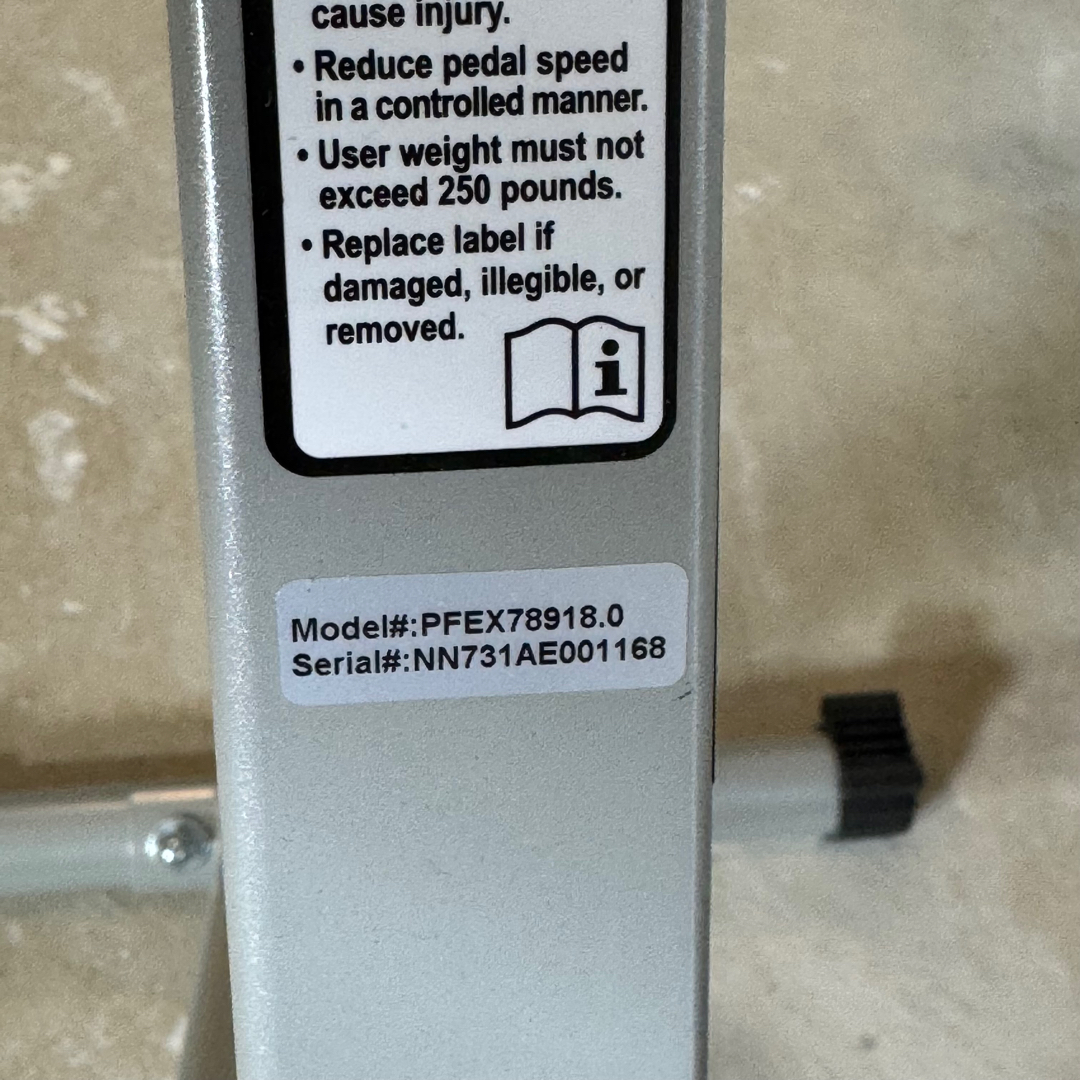 cause injury.
• Reduce pedal speed
in a controlled manner.
• User weight must not
exceed 250 pounds.
• Replace label if
damaged, illegible, or
removed.
i
Model#:PFEX78918.0
Serial#:NN731AE001168